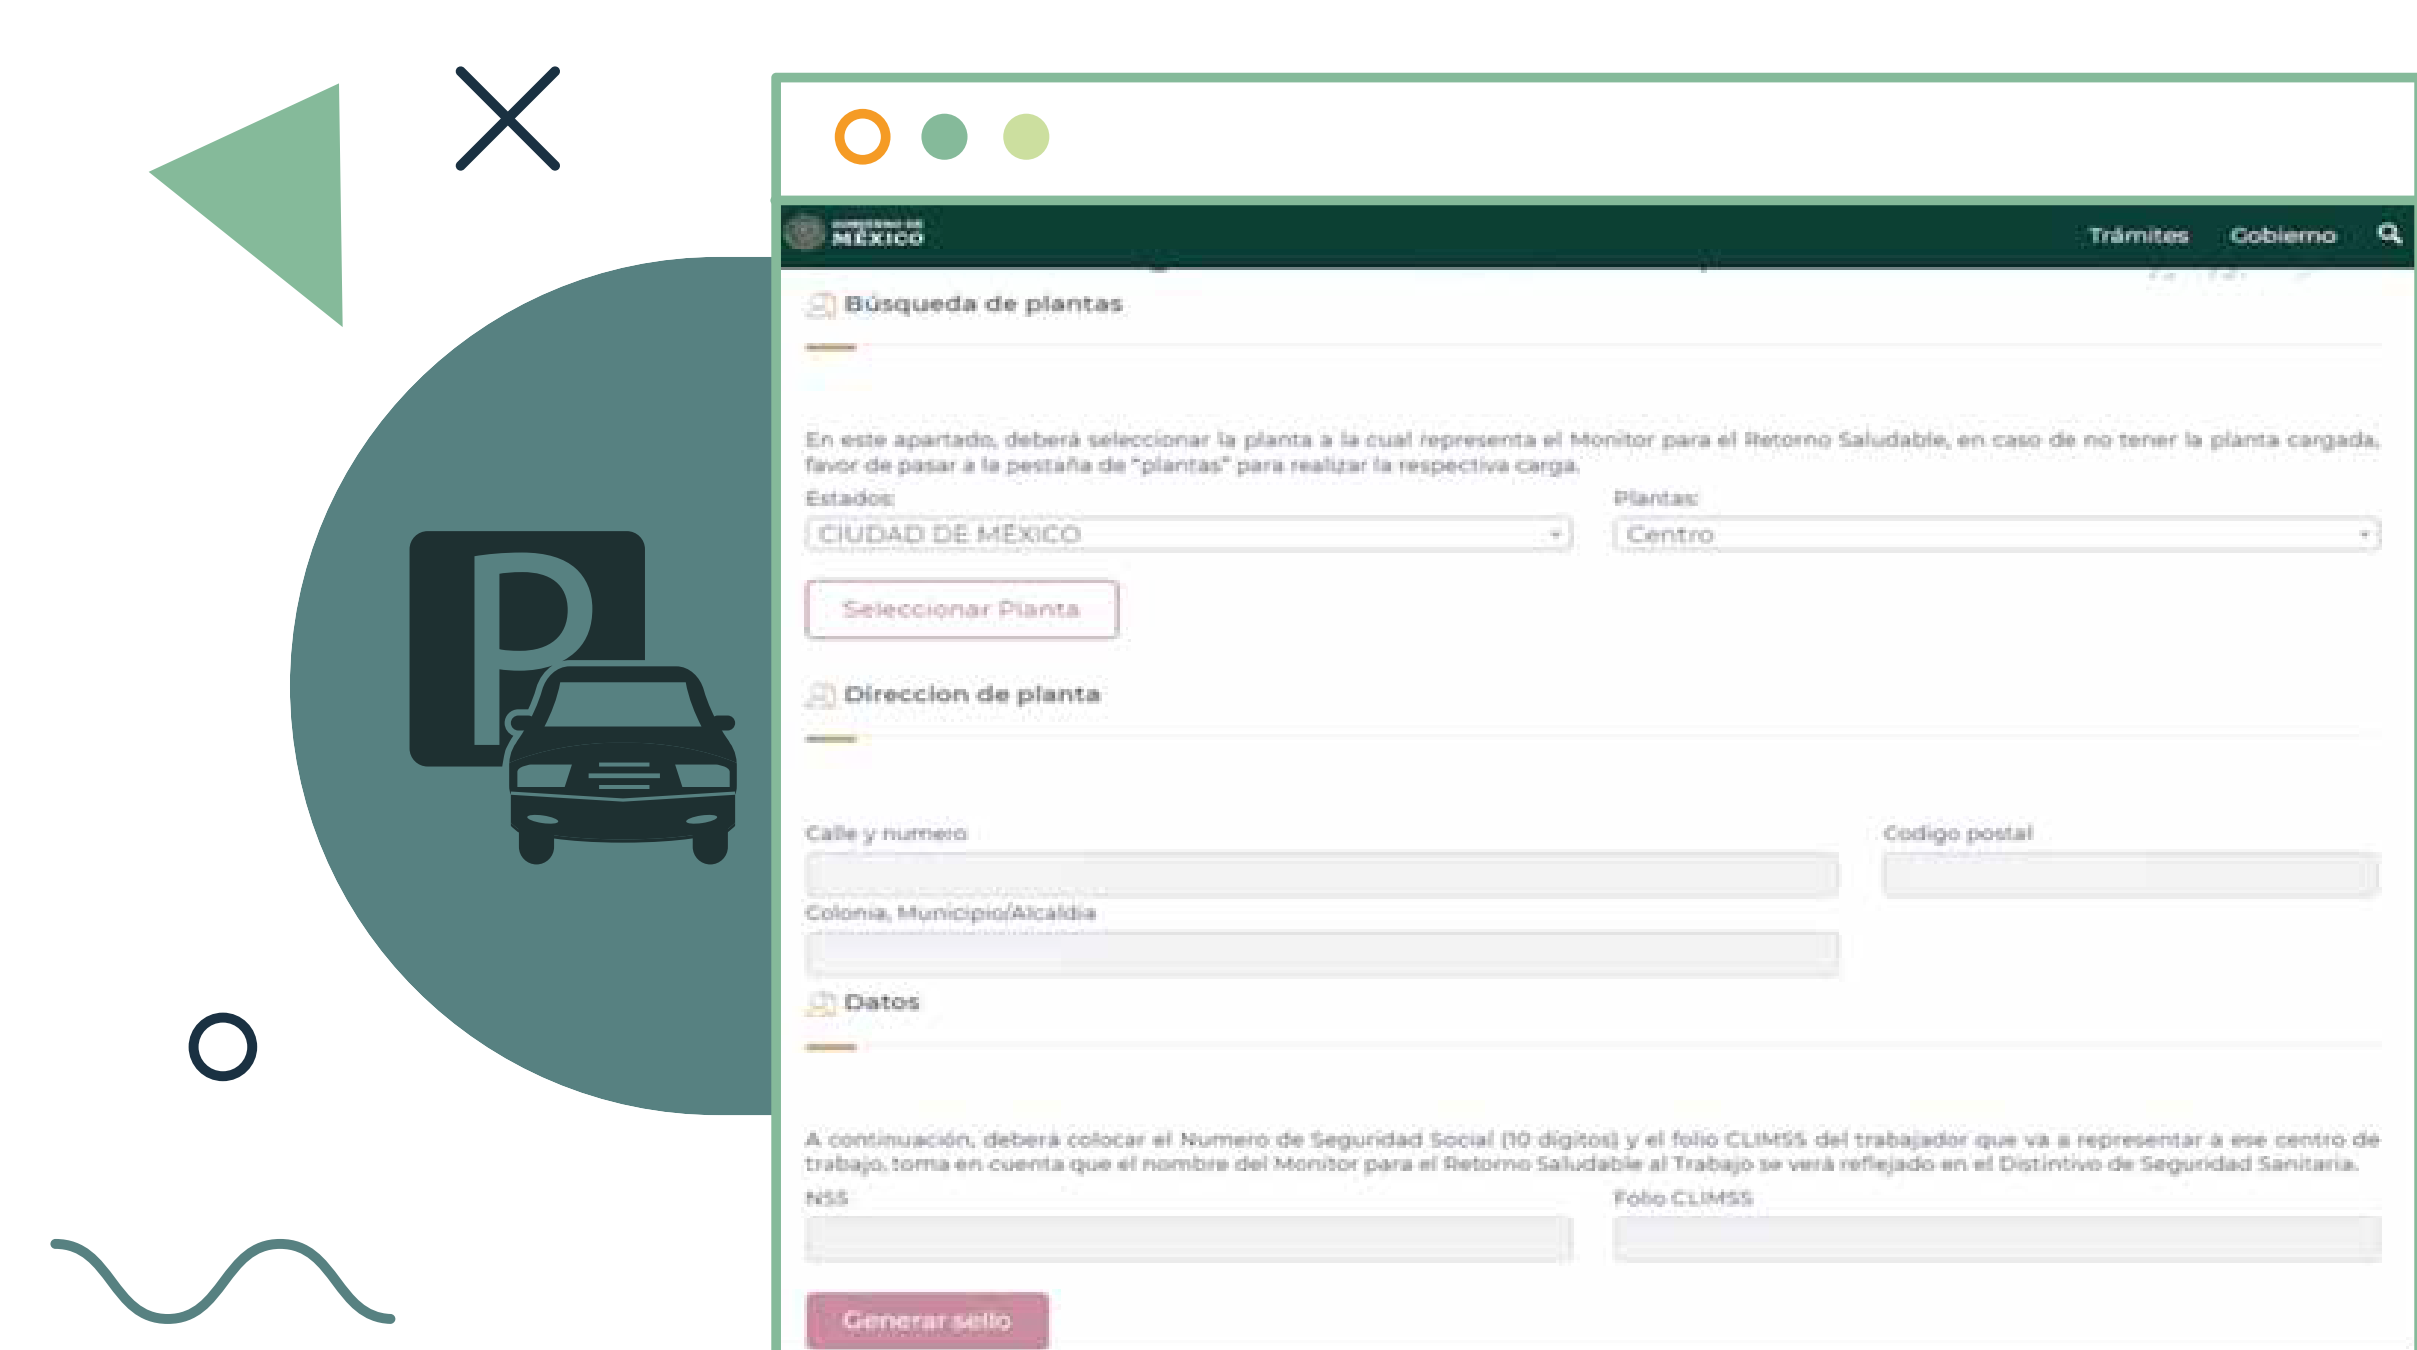 GOBIERNO DE
MÉXICO
Trámites Gobierno
Búsqueda de plantas
En este apartado, deberá seleccionar la planta a la cual representa el Monitor para el Retorno Saludable, en caso de no tener la planta cargada,
favor de pasar a la pestaña de "plantas" para realizar la respectiva carga.
Estados: Plantas:
CIUDAD DE MÉXICO Centro
Seleccionar Planta
Direccion de planta
Calle y numero Codigo postal
Colonia, Municipio/Alcaldia
Datos
A continuación, deberá colocar el Numero de Seguridad Social (10 digitos) y el folio CLIMSS del trabajador que va a representar a ese centro de
trabajo, toma en cuenta que el nombre del Monitor para el Retorno Saludable al Trabajo se verá reflejado en el Distintivo de Seguridad Sanitaria.
NSS Folio CLIMSS
Generar sello
P